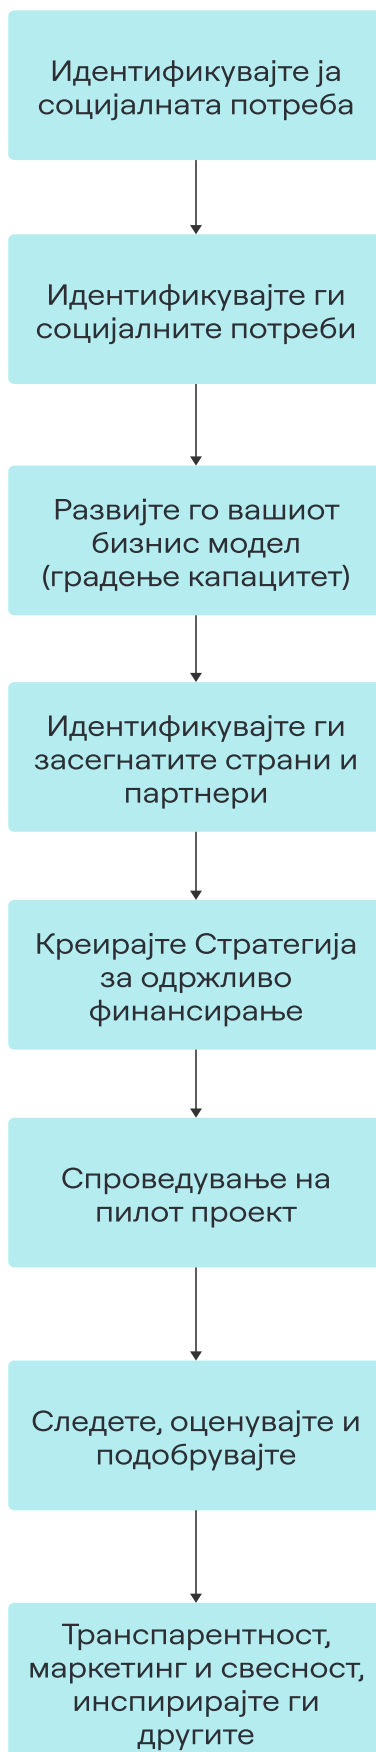 Идентификувајте ја
социјалната потреба
Идентификувајте ги
социјалните потреби
Развијте го вашиот
бизнис модел
(градење капацитет)
Идентификувајте ги
засегнатите страни и
партнери
Креирајте Стратегија
за одржливо
финансирање
Спроведување на
пилот проект
Следете, оценувајте и
подобрувајте
Транспарентност,
маркетинг и свесност,
инспирирајте ги
другите